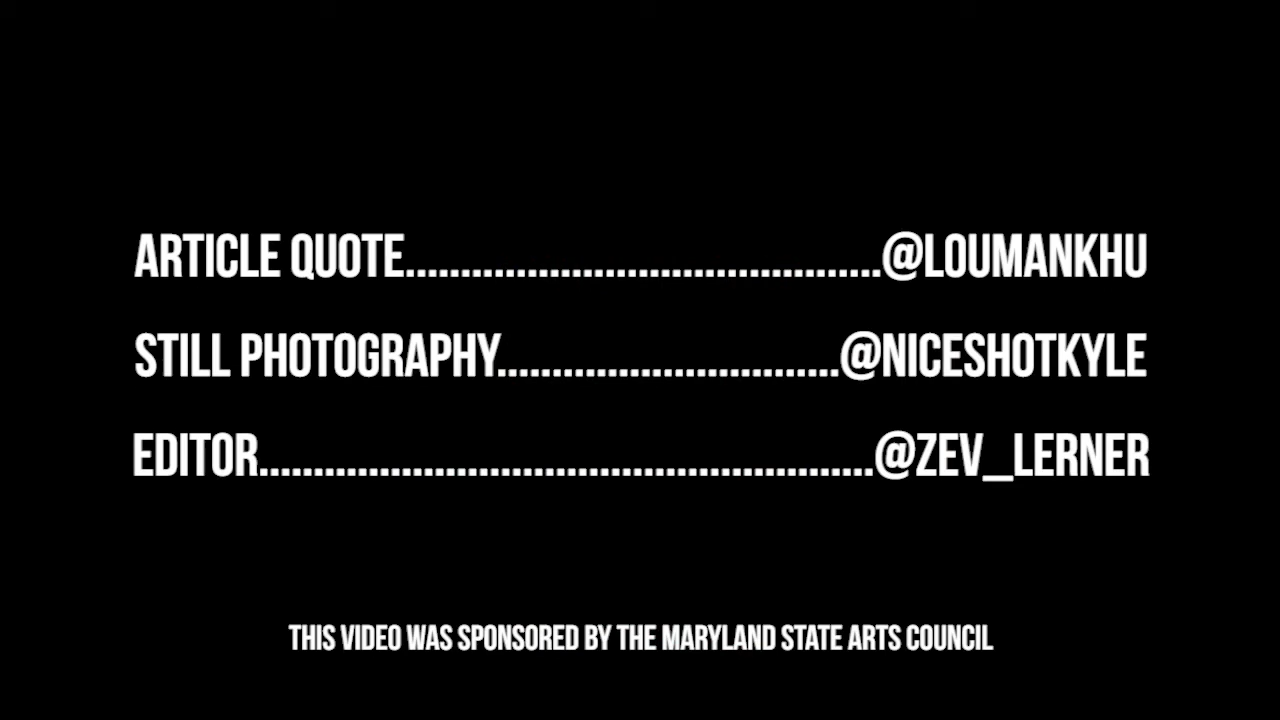 ARTICLE QUOTE...........................................@LOUMANKHU
STILL PHOTOGRAPHY...............................@NICESHOTKYLE
EDITOR........................................................@ZEV_LERNER
THIS VIDEO WAS SPONSORED BY THE MARYLAND STATE ARTS COUNCIL